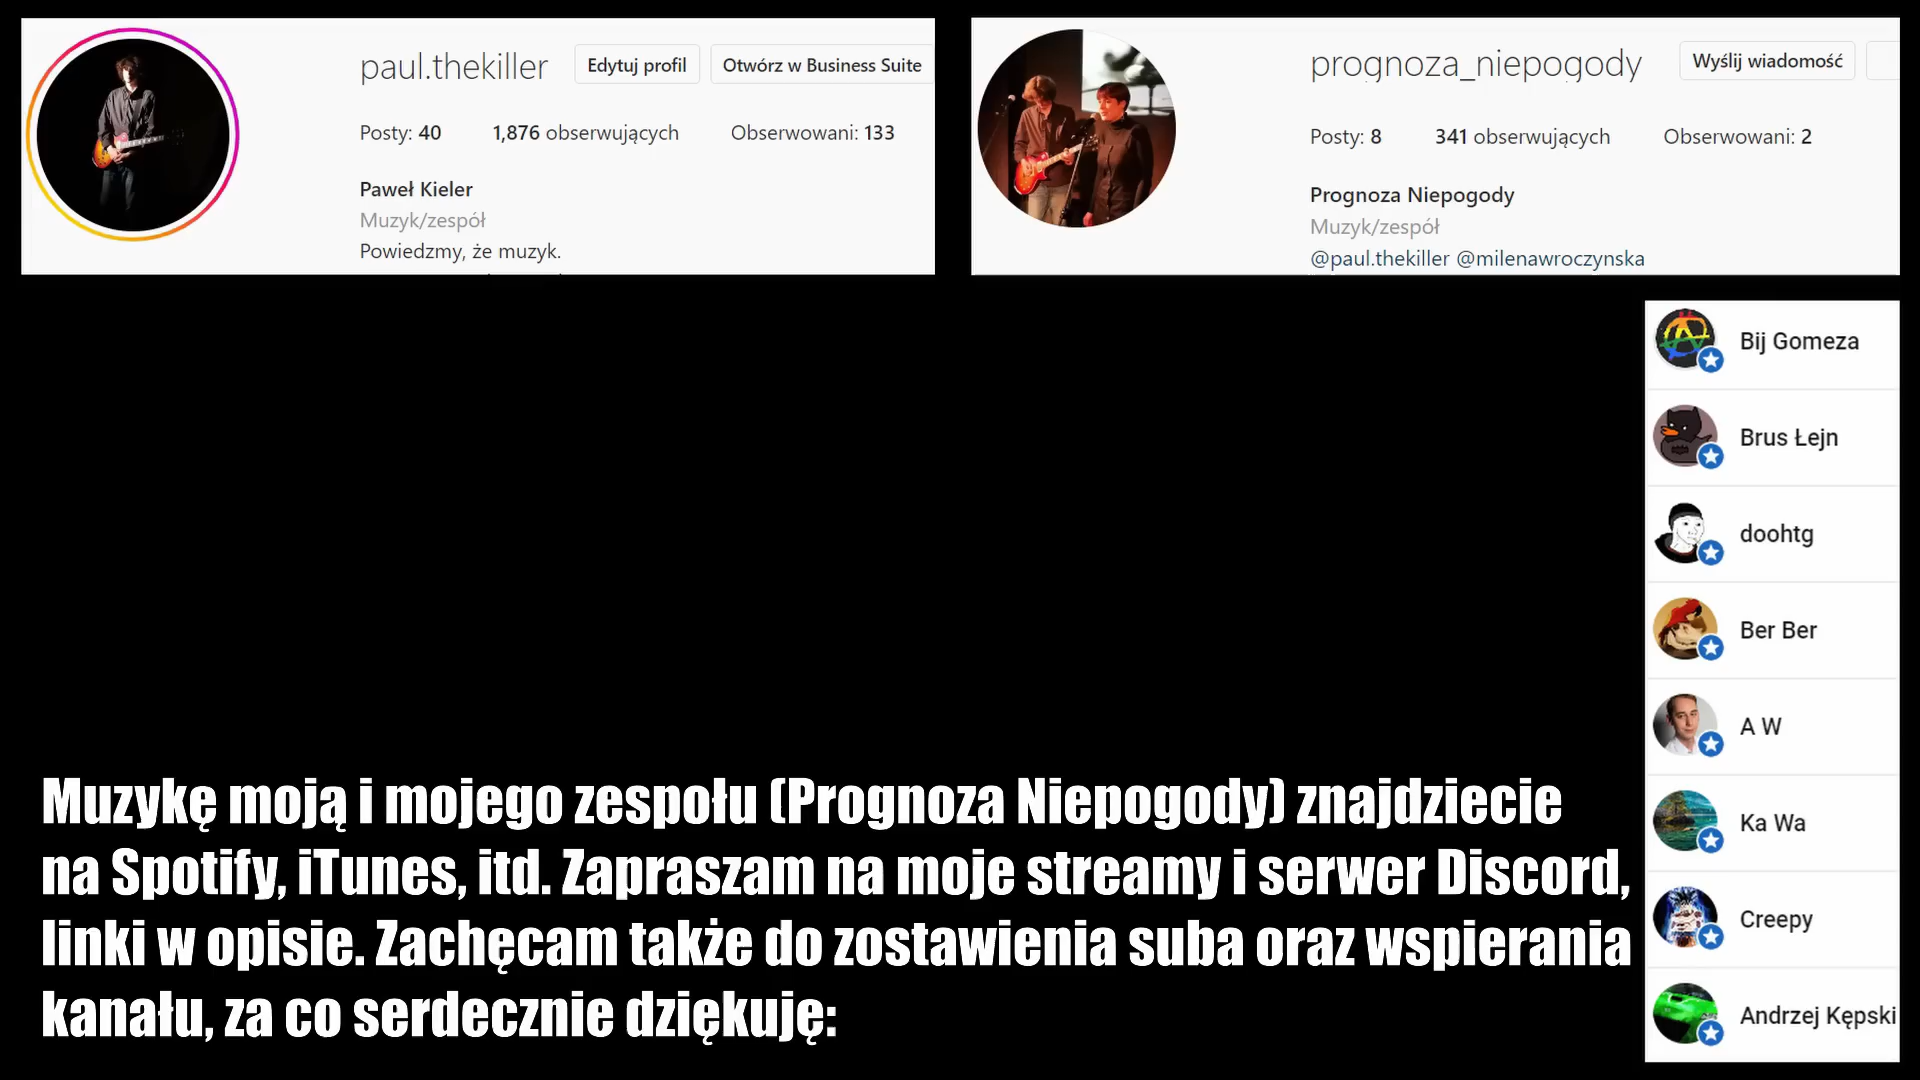 paul.thekiller Edytuj profil Otwórz w Business Suite
Posty: 40 1,876 obserwujących Obserwowani: 133
Paweł Kieler
Muzyk/zespół
Powiedzmy, że muzyk.
prognoza_niepogody Wyślij wiadomość
Posty: 8 341 obserwujących Obserwowani: 2
Prognoza Niepogody
Muzyk/zespół
@paul.thekiller @milenawroczynska
Bij Gomeza
Brus Łejn
doohtg
Ber Ber
A W
Ka Wa
Creepy
Andrzej Kępski
Muzykę moją i mojego zespołu (Prognoza Niepogody) znajdziecie
na Spotify, iTunes, itd. Zapraszam na moje streamy i serwer Discord,
linki w opisie. Zachęcam także do zostawienia suba oraz wspierania
kanału, za co serdecznie dziękuję: